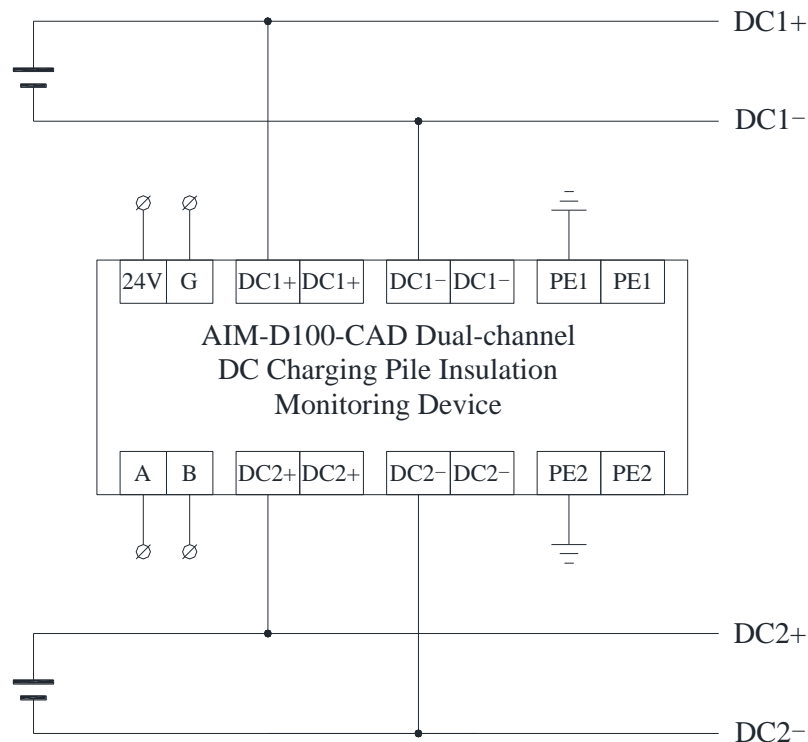 DC1+
DC1-
24V G DC1+ DC1+ DC1- DC1- PE1 PE1
AIM-D100-CAD Dual-channel
DC Charging Pile Insulation
Monitoring Device
A B DC2+ DC2+ DC2- DC2- PE2 PE2
DC2+
DC2-